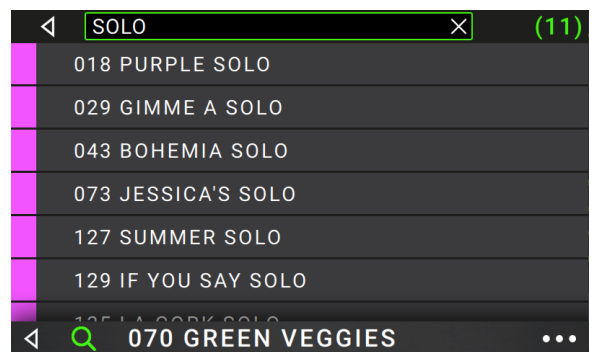 SOLO (11)
018 PURPLE SOLO
029 GIMME A SOLO
043 BOHEMIA SOLO
073 JESSICA'S SOLO
127 SUMMER SOLO
129 IF YOU SAY SOLO
070 GREEN VEGGIES